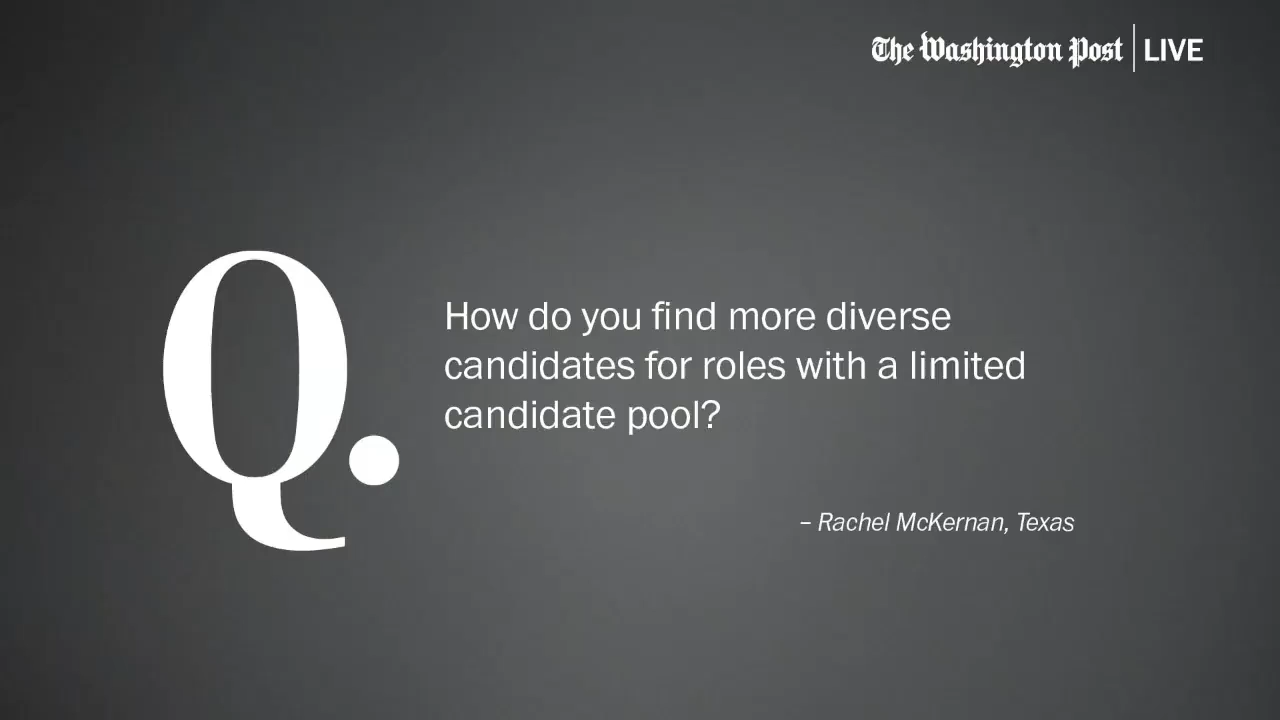 The Washington Post | LIVE
Q.
How do you find more diverse
candidates for roles with a limited
candidate pool?
– Rachel McKernan, Texas